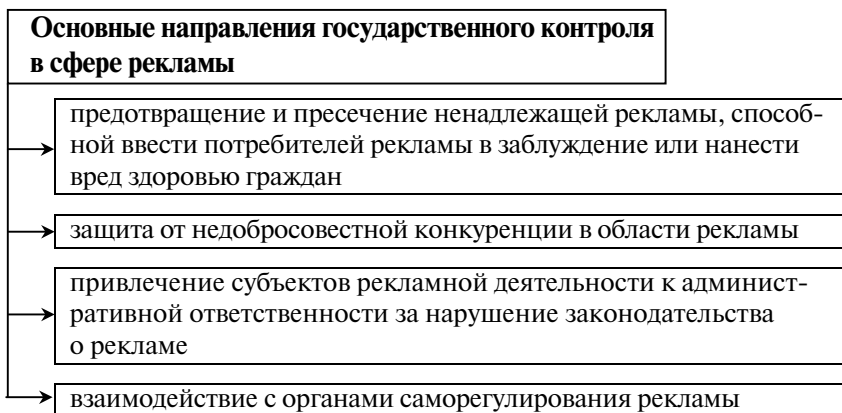 Основные направления государственного контроля
в сфере рекламы
предотвращение и пресечение ненадлежащей рекламы, способ-
ной ввести потребителей рекламы в заблуждение или нанести
вред здоровью граждан
защита от недобросовестной конкуренции в области рекламы
привлечение субъектов рекламной деятельности к админист-
ративной ответственности за нарушение законодательства
о рекламе
взаимодействие с органами саморегулирования рекламы